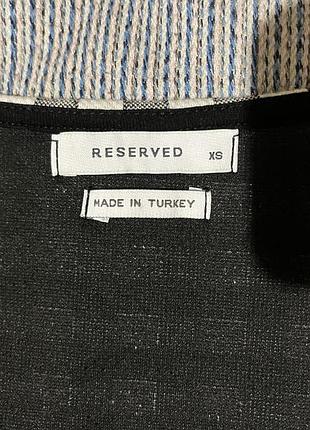 RESERVED XS
MADE IN TURKEY